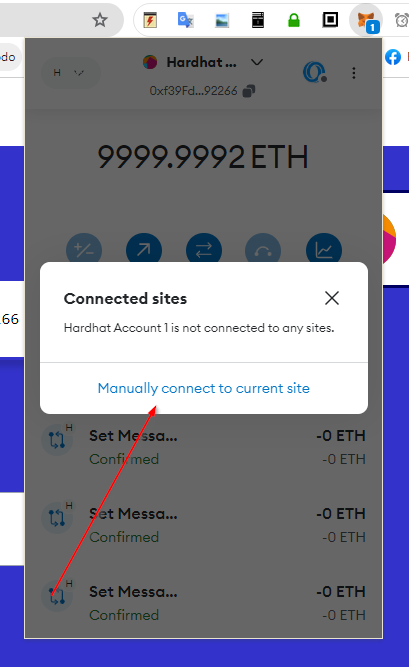 1
odo
H
Hardhat ...
0xf39Fd...92266
9999.9992 ETH
.66
Connected sites
Hardhat Account 1 is not connected to any sites.
Manually connect to current site
H
Set Messa...
-0 ETH
Confirmed
-0 ETH
H
Set Messa...
-0 ETH
Confirmed
-0 ETH
H
Set Messa...
-0 ETH
Confirmed
-0 ETH